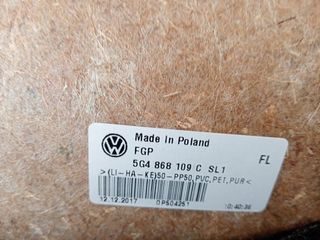 Made in Poland
FGP
5G4 868 109 C SL1
FL
>(LI-HA-KE)50-PP50,PVC,PET,PUR<
12.12.2017 OP504251 10:40:36